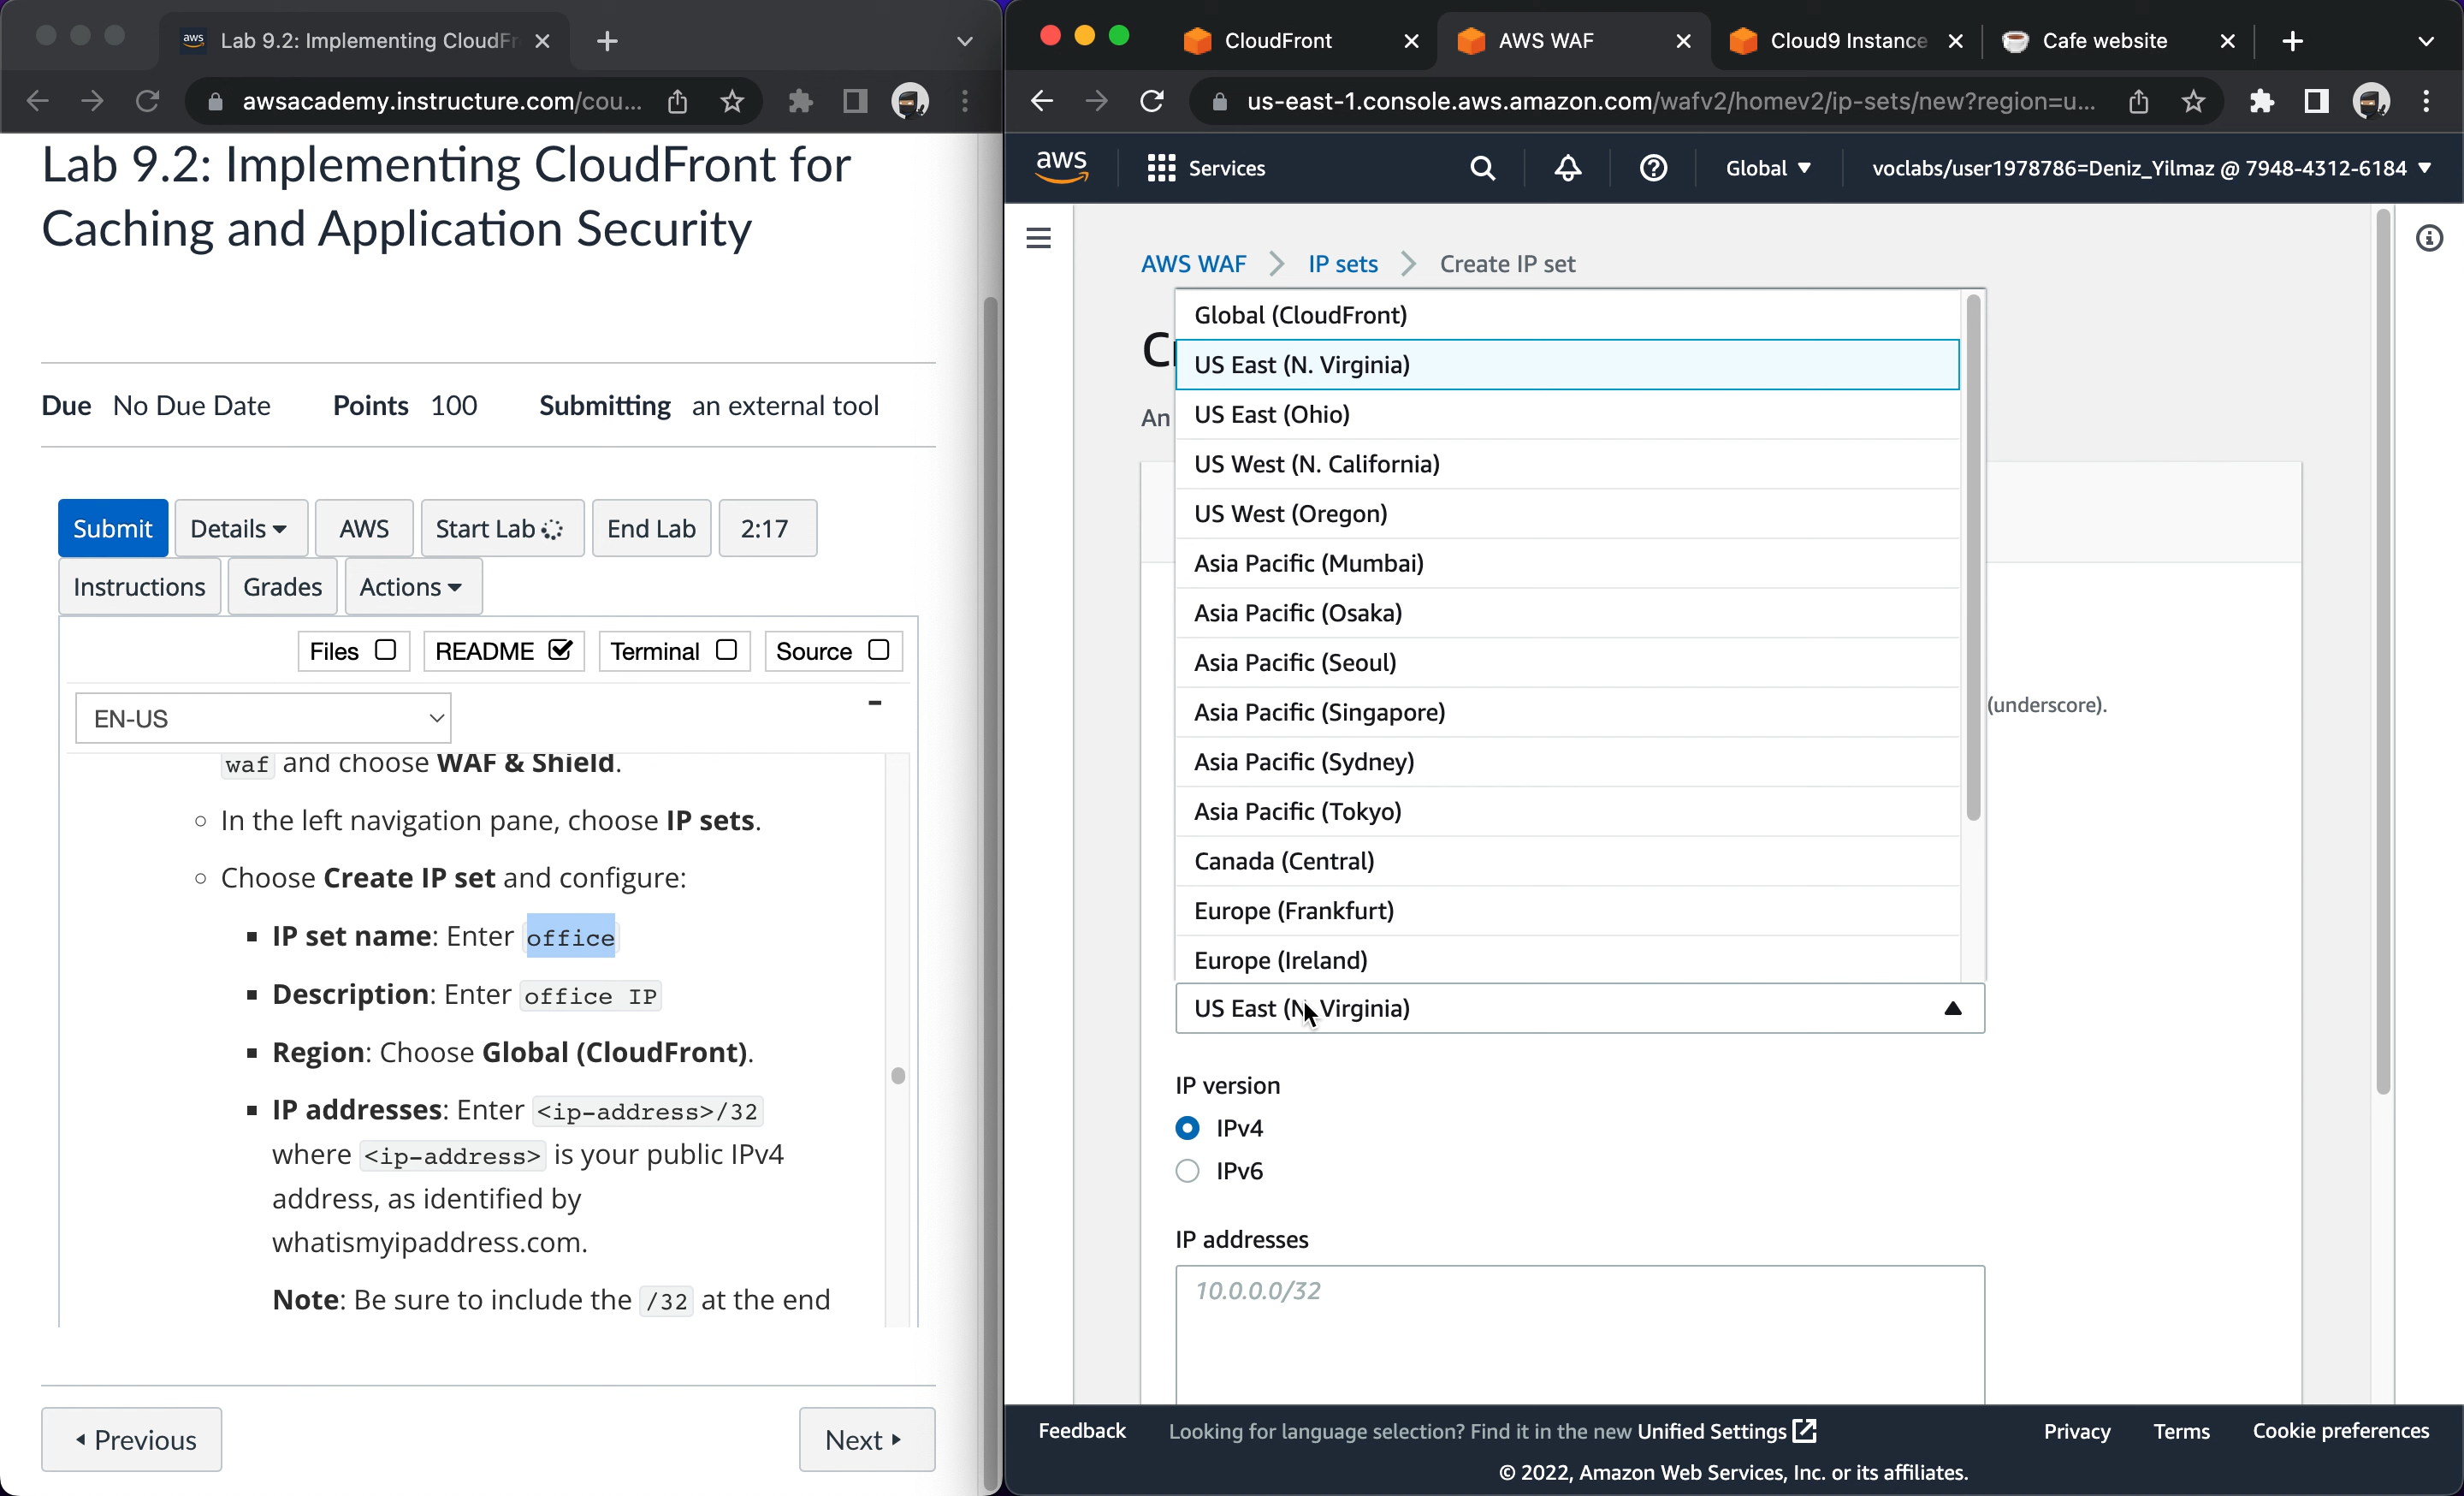 aws Lab 9.2: Implementing CloudFr
awsacademy.instructure.com/cou...
Lab 9.2: Implementing CloudFront for
Caching and Application Security
Due No Due Date Points 100 Submitting an external tool
Submit Details AWS Start Lab End Lab 2:17
Instructions Grades Actions
Files README Terminal Source
EN-US
waf and choose WAF & Shield.
In the left navigation pane, choose IP sets.
Choose Create IP set and configure:
IP set name: Enter office
Description: Enter office IP
Region: Choose Global (CloudFront).
IP addresses: Enter <ip-address>/32
where <ip-address> is your public IPv4
address, as identified by
whatismyipaddress.com.
Note: Be sure to include the /32 at the end
Previous Next
CloudFront AWS WAF Cloud9 Instance Cafe website
us-east-1.console.aws.amazon.com/wafv2/homev2/ip-sets/new?region=u...
aws Services Global voclabs/user1978786=Deniz_Yilmaz @ 7948-4312-6184
AWS WAF IP sets Create IP set
Global (CloudFront)
US East (N. Virginia)
US East (Ohio)
An
US West (N. California)
US West (Oregon)
Asia Pacific (Mumbai)
Asia Pacific (Osaka)
Asia Pacific (Seoul)
Asia Pacific (Singapore)
(underscore).
Asia Pacific (Sydney)
Asia Pacific (Tokyo)
Canada (Central)
Europe (Frankfurt)
Europe (Ireland)
US East (N. Virginia)
IP version
IPv4
IPv6
IP addresses
10.0.0.0/32
Feedback Looking for language selection? Find it in the new Unified Settings Privacy Terms Cookie preferences
© 2022, Amazon Web Services, Inc. or its affiliates.